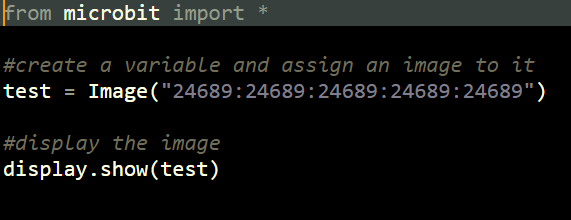 from microbit import *
#create a variable and assign an image to it
test = Image("24689:24689:24689:24689:24689")
#display the image
display.show(test)